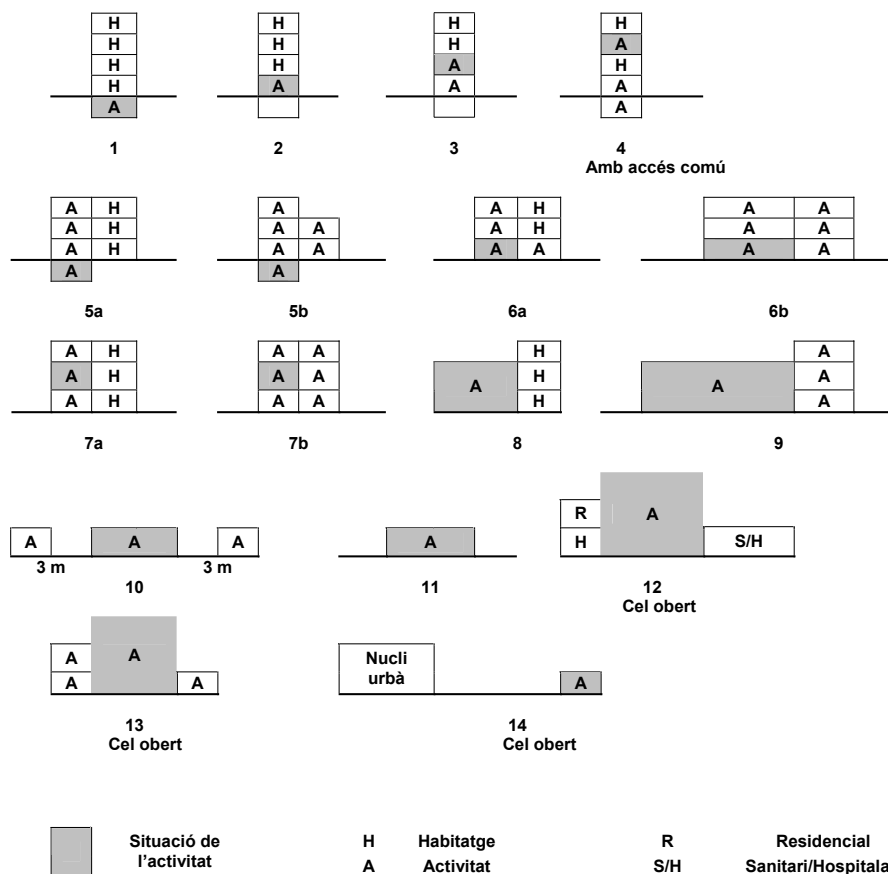 H H H H
H H H A
H H A H
H A A A
A A
1 2 3 4
Amb accés comú
A H A A H A A
A H A A A H A A
A H A A A A A A
A A
5a 5b 6a 6b
A H A A H A
A H A A A H A A
A H A A H A
7a 7b 8 9
R A
A A A A H S/H
3 m 3 m
10 11 12
Cel obert
A A Nucli
A A urbà A
13 14
Cel obert Cel obert
Situació de H Habitatge R Residencial
l'activitat A Activitat S/H Sanitari/Hospitala